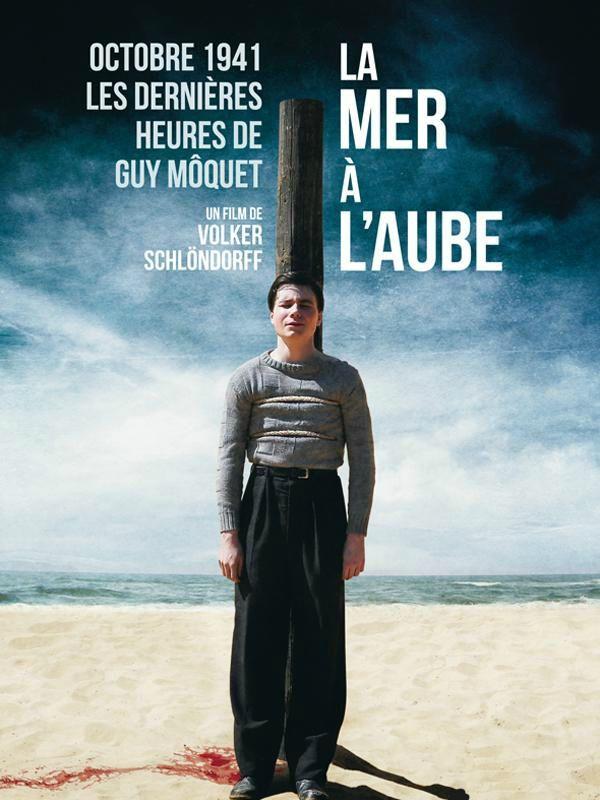 OCTOBRE 1941
LES DERNIÈRES
HEURES DE
GUY MÔQUET
UN FILM DE
VOLKER
SCHLÖNDORFF
LA
MER
À
L'AUBE